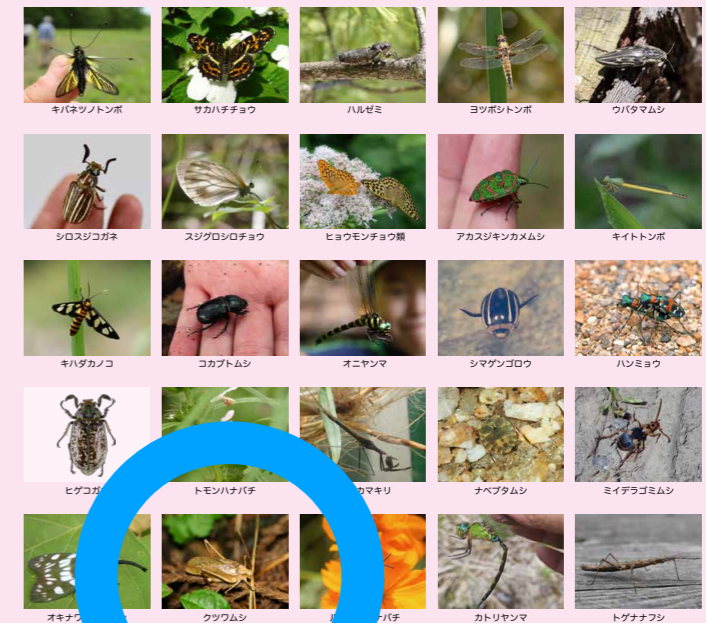 キバネツノトンボ
サカハチチョウ
ハルゼミ
ヨツボシトンボ
ウバタマムシ
シロスジコガネ
スジグロシロチョウ
ヒョウモンチョウ類
アカスジキンカメムシ
キイトトンボ
キハダカノコ
コカブトムシ
オニヤンマ
シマゲンゴロウ
ハンミョウ
ヒゲコガ
トモンハナバチ
カマキリ
ナベブタムシ
ミイデラゴミムシ
オキナワ
クツワムシ
バチ
カトリヤンマ
トゲナナフシ